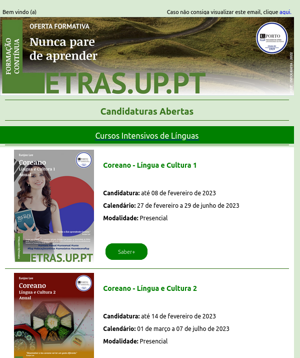 Bem vindo (a)
Caso não consiga visualizar este email, clique aqui.
FORMAÇÃO
CONTÍNUA
OFERTA FORMATIVA
Nunca pare
de aprender
PORTO
LETRAS.UP.PT
Candidaturas Abertas
Cursos Intensivos de Línguas
Coreano
Língua e Cultura 1
LETRAS.UP.PT
Coreano - Língua e Cultura 1
Candidatura: até 08 de fevereiro de 2023
Calendário: 27 de fevereiro a 29 de junho de 2023
Modalidade: Presencial
Saber+
Coreano
Língua e Cultura 2
Anual
Coreano - Língua e Cultura 2
Candidatura: até 14 de fevereiro de 2023
Calendário: 01 de março a 07 de julho de 2023
Modalidade: Presencial